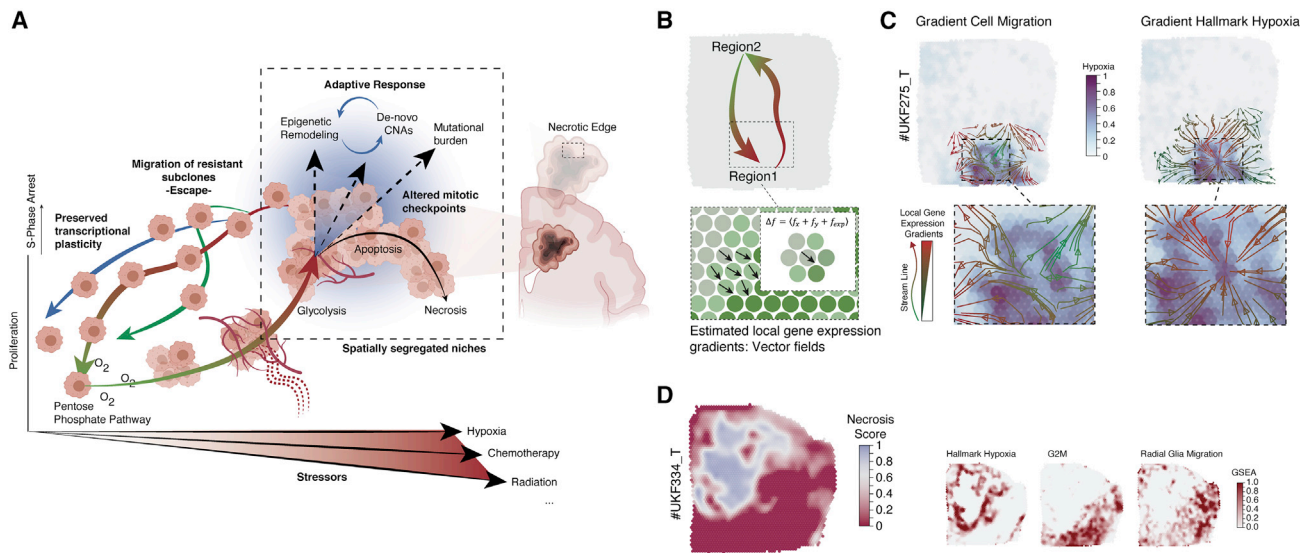 A
Adaptive Response
Epigenetic
Remodeling
De-novo
CNAs
Mutational
burden
Necrotic Edge
Migration of resistant
subclones
-Escape-
Altered mitotic
checkpoints
S-Phase Arrest
Preserved
transcriptional
plasticity
Apoptosis
Glycolysis
Necrosis
Spatially segregated niches
Proliferation
O2
O2
O2
Pentose
Phosphate Pathway
Hypoxia
Chemotherapy
Stressors
Radiation
...
B
Region2
Region1
Δf = (fx + fy + fexp)
Estimated local gene expression
gradients: Vector fields
C
Gradient Cell Migration
Gradient Hallmark Hypoxia
#UKF275_T
Hypoxia
1
0.8
0.6
0.4
0.2
0
Local Gene
Expression
Gradients
Stream Line
D
#UKF334_T
Necrosis
Score
1
0.8
0.6
0.4
0.2
0
Hallmark Hypoxia
G2M
Radial Glia Migration
GSEA
1.0
0.8
0.6
0.4
0.2
0.0